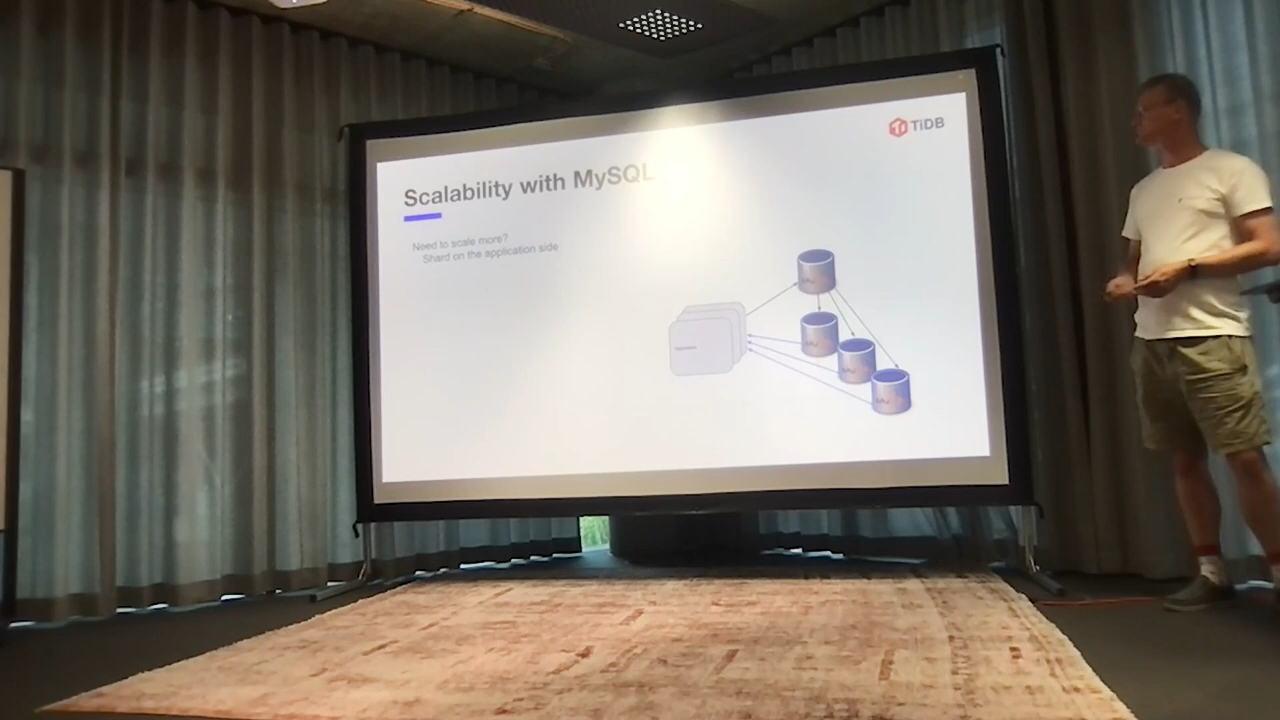 TiDB
Scalability with MySQL
Need to scale more?
Shard on the application side